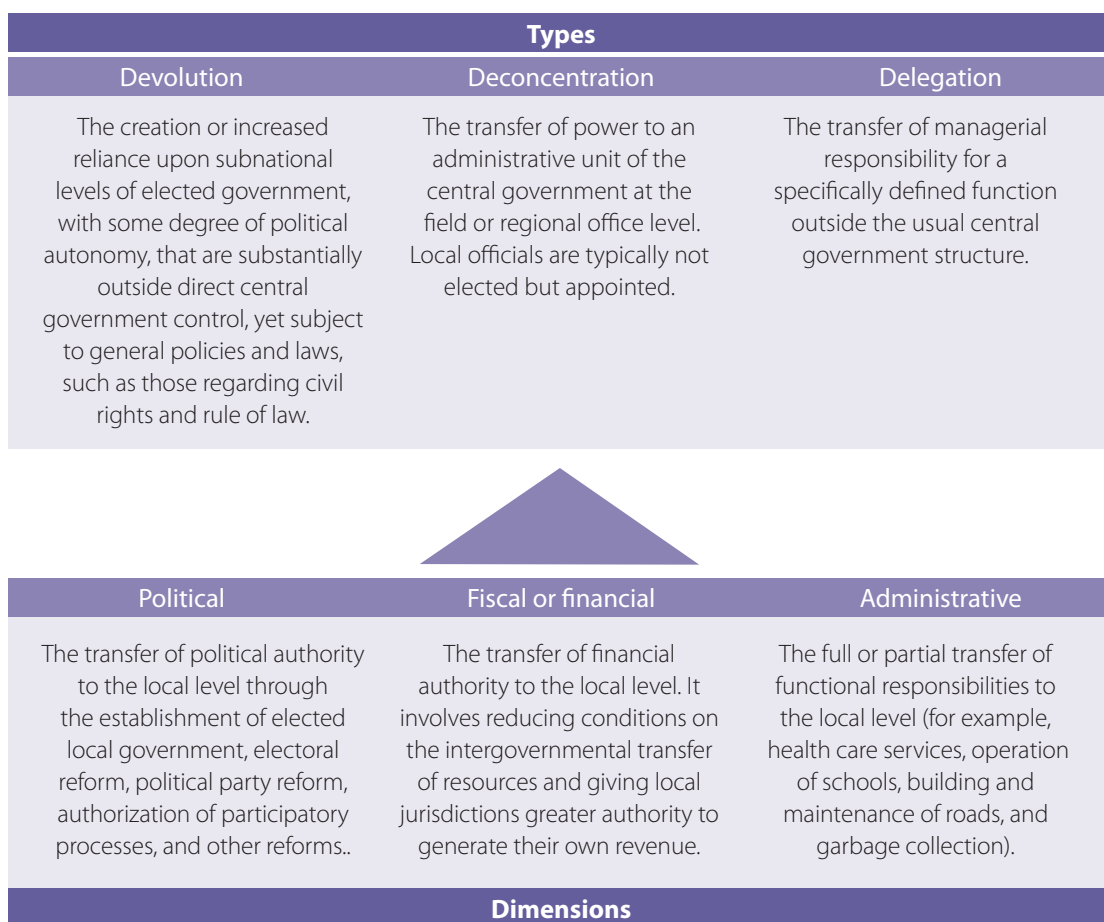 Types
Devolution
The creation or increased
reliance upon subnational
levels of elected government,
with some degree of political
autonomy, that are substantially
outside direct central
government control, yet subject
to general policies and laws,
such as those regarding civil
rights and rule of law.
Deconcentration
The transfer of power to an
administrative unit of the
central government at the
field or regional office level.
Local officials are typically not
elected but appointed.
Delegation
The transfer of managerial
responsibility for a
specifically defined function
outside the usual central
government structure.
Political
The transfer of political authority
to the local level through
the establishment of elected
local government, electoral
reform, political party reform,
authorization of participatory
processes, and other reforms..
Fiscal or financial
The transfer of financial
authority to the local level. It
involves reducing conditions on
the intergovernmental transfer
of resources and giving local
jurisdictions greater authority to
generate their own revenue.
Administrative
The full or partial transfer of
functional responsibilities to
the local level (for example,
health care services, operation
of schools, building and
maintenance of roads, and
garbage collection).
Dimensions